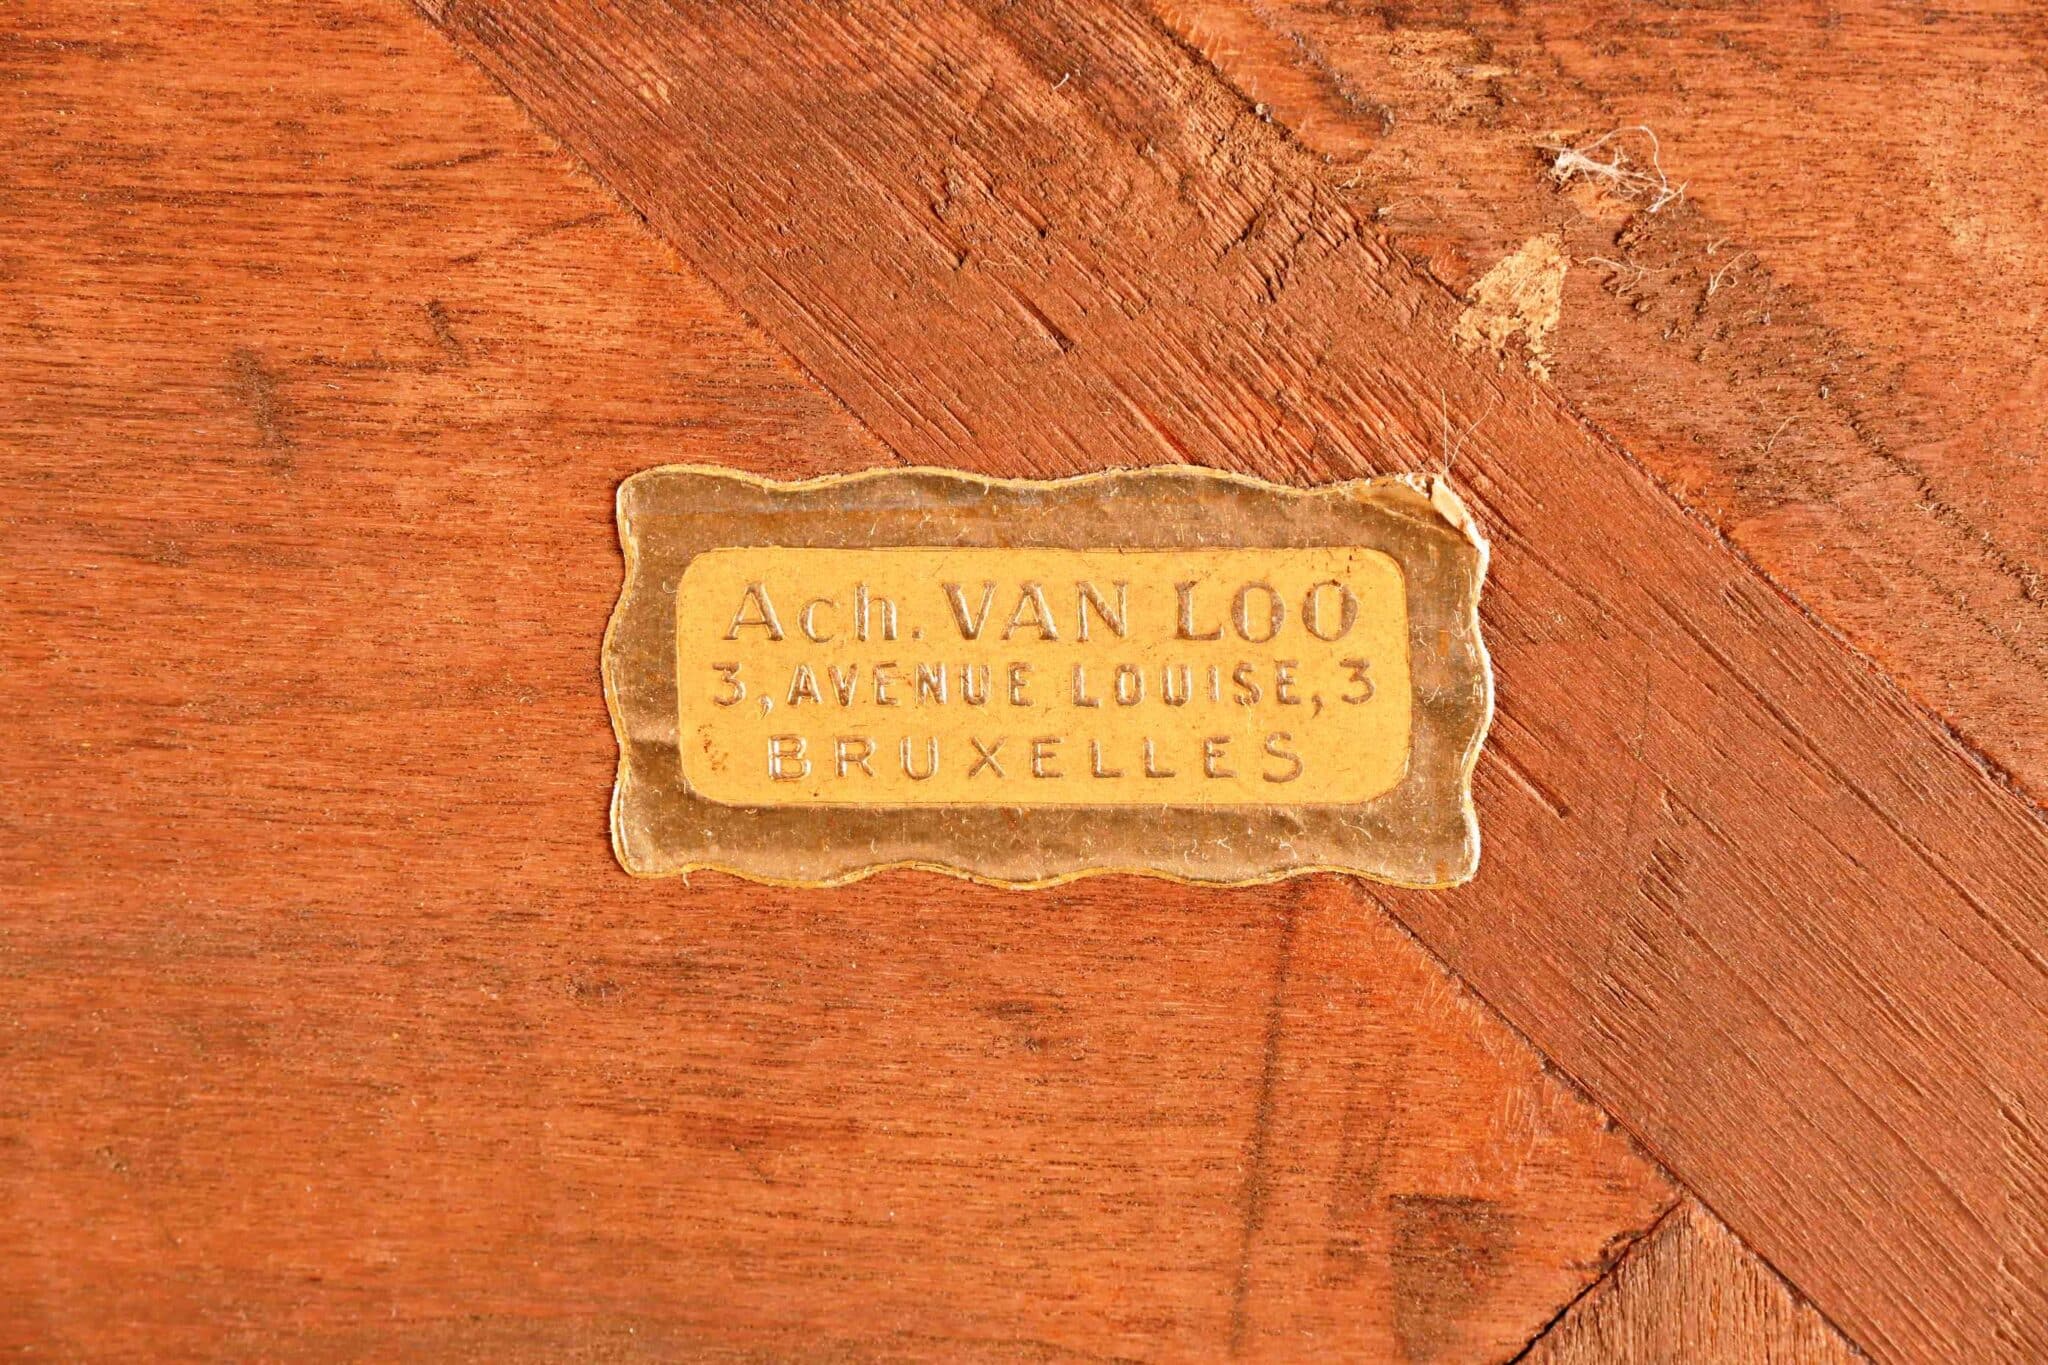 Ach. VAN LOO
3, AVENUE LOUISE, 3
BRUXELLES